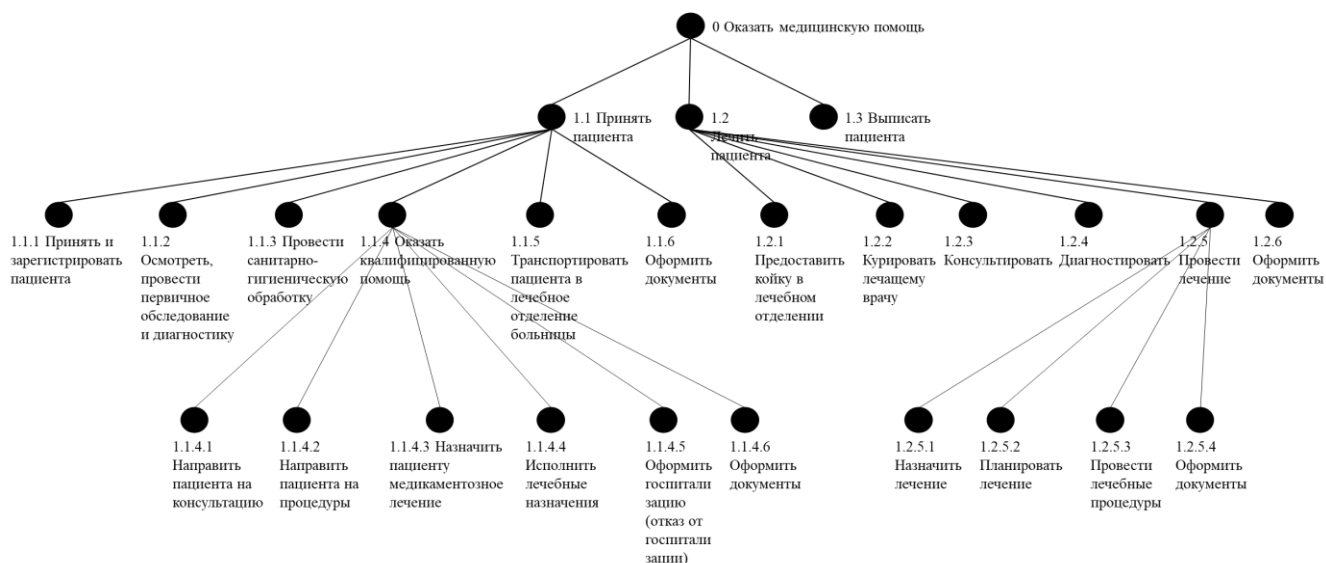 0 Оказать медицинскую помощь
1.1 Принять
пациента
1.2
Лечить
пациента
1.3 Выписать
пациента
1.1.1 Принять и
зарегистрировать
пациента
1.1.2
Осмотреть,
провести
первичное
обследование
и диагностику
1.1.3 Провести
санитарно-
гигиеническую
обработку
1.1.4 Оказать
квалифицированную
помощь
1.1.5
Транспортировать
пациента в
лечебное
отделение
больницы
1.1.6
Оформить
документы
1.2.1
Предоставить
койку в
лечебном
отделении
1.2.2
Курировать
лечащему
врачу
1.2.3
Консультировать
1.2.4
Диагностировать
1.2.5
Провести
лечение
1.2.6
Оформить
документы
1.1.4.1
Направить
пациента на
консультацию
1.1.4.2
Направить
пациента на
процедуры
1.1.4.3 Назначить
пациенту
медикаментозное
лечение
1.1.4.4
Исполнить
лечебные
назначения
1.1.4.5
Оформить
госпитали
зацию
(отказ от
госпитали
зации)
1.1.4.6
Оформить
документы
1.2.5.1
Назначить
лечение
1.2.5.2
Планировать
лечение
1.2.5.3
Провести
лечебные
процедуры
1.2.5.4
Оформить
документы